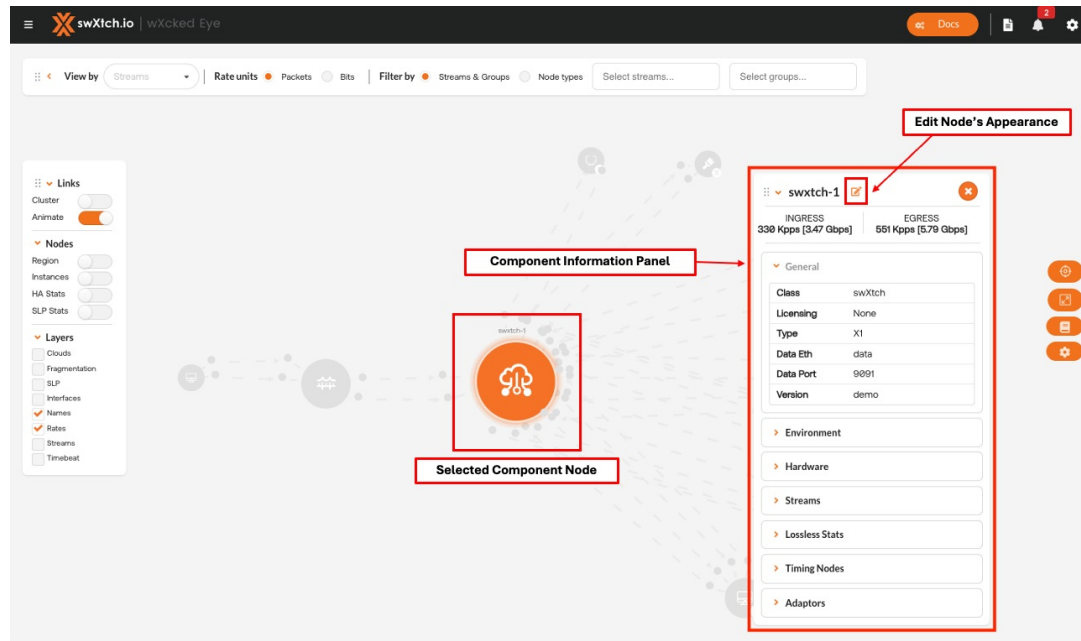 swXtch.io | wXcked Eye
Docs
2
View by Streams Rate units Packets Bits Filter by Streams & Groups Node types Select streams... Select groups...
Edit Node's Appearance
Links
Cluster
Animate
Nodes
Region
Instances
HA Stats
SLP Stats
Layers
Clouds
Fragmentation
SLP
Interfaces
Names
Rates
Streams
Timebeat
Component Information Panel
swxtch-1
Selected Component Node
swxtch-1
INGRESS EGRESS
330 Kpps [3.47 Gbps] 551 Kpps [5.79 Gbps]
General
Class swXtch
Licensing None
Type X1
Data Eth data
Data Port 9091
Version demo
Environment
Hardware
Streams
Lossless Stats
Timing Nodes
Adaptors